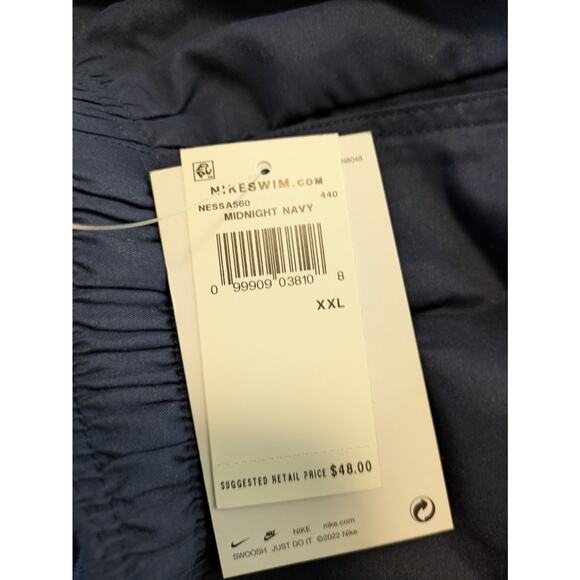 NIKESWIM.COM
NESSA560 440
MIDNIGHT NAVY
0 99909 03810 8
XXL
SUGGESTED RETAIL PRICE $48.00
N8048
NIKE nike.com
SWOOSH JUST DO IT ©2022 Nike